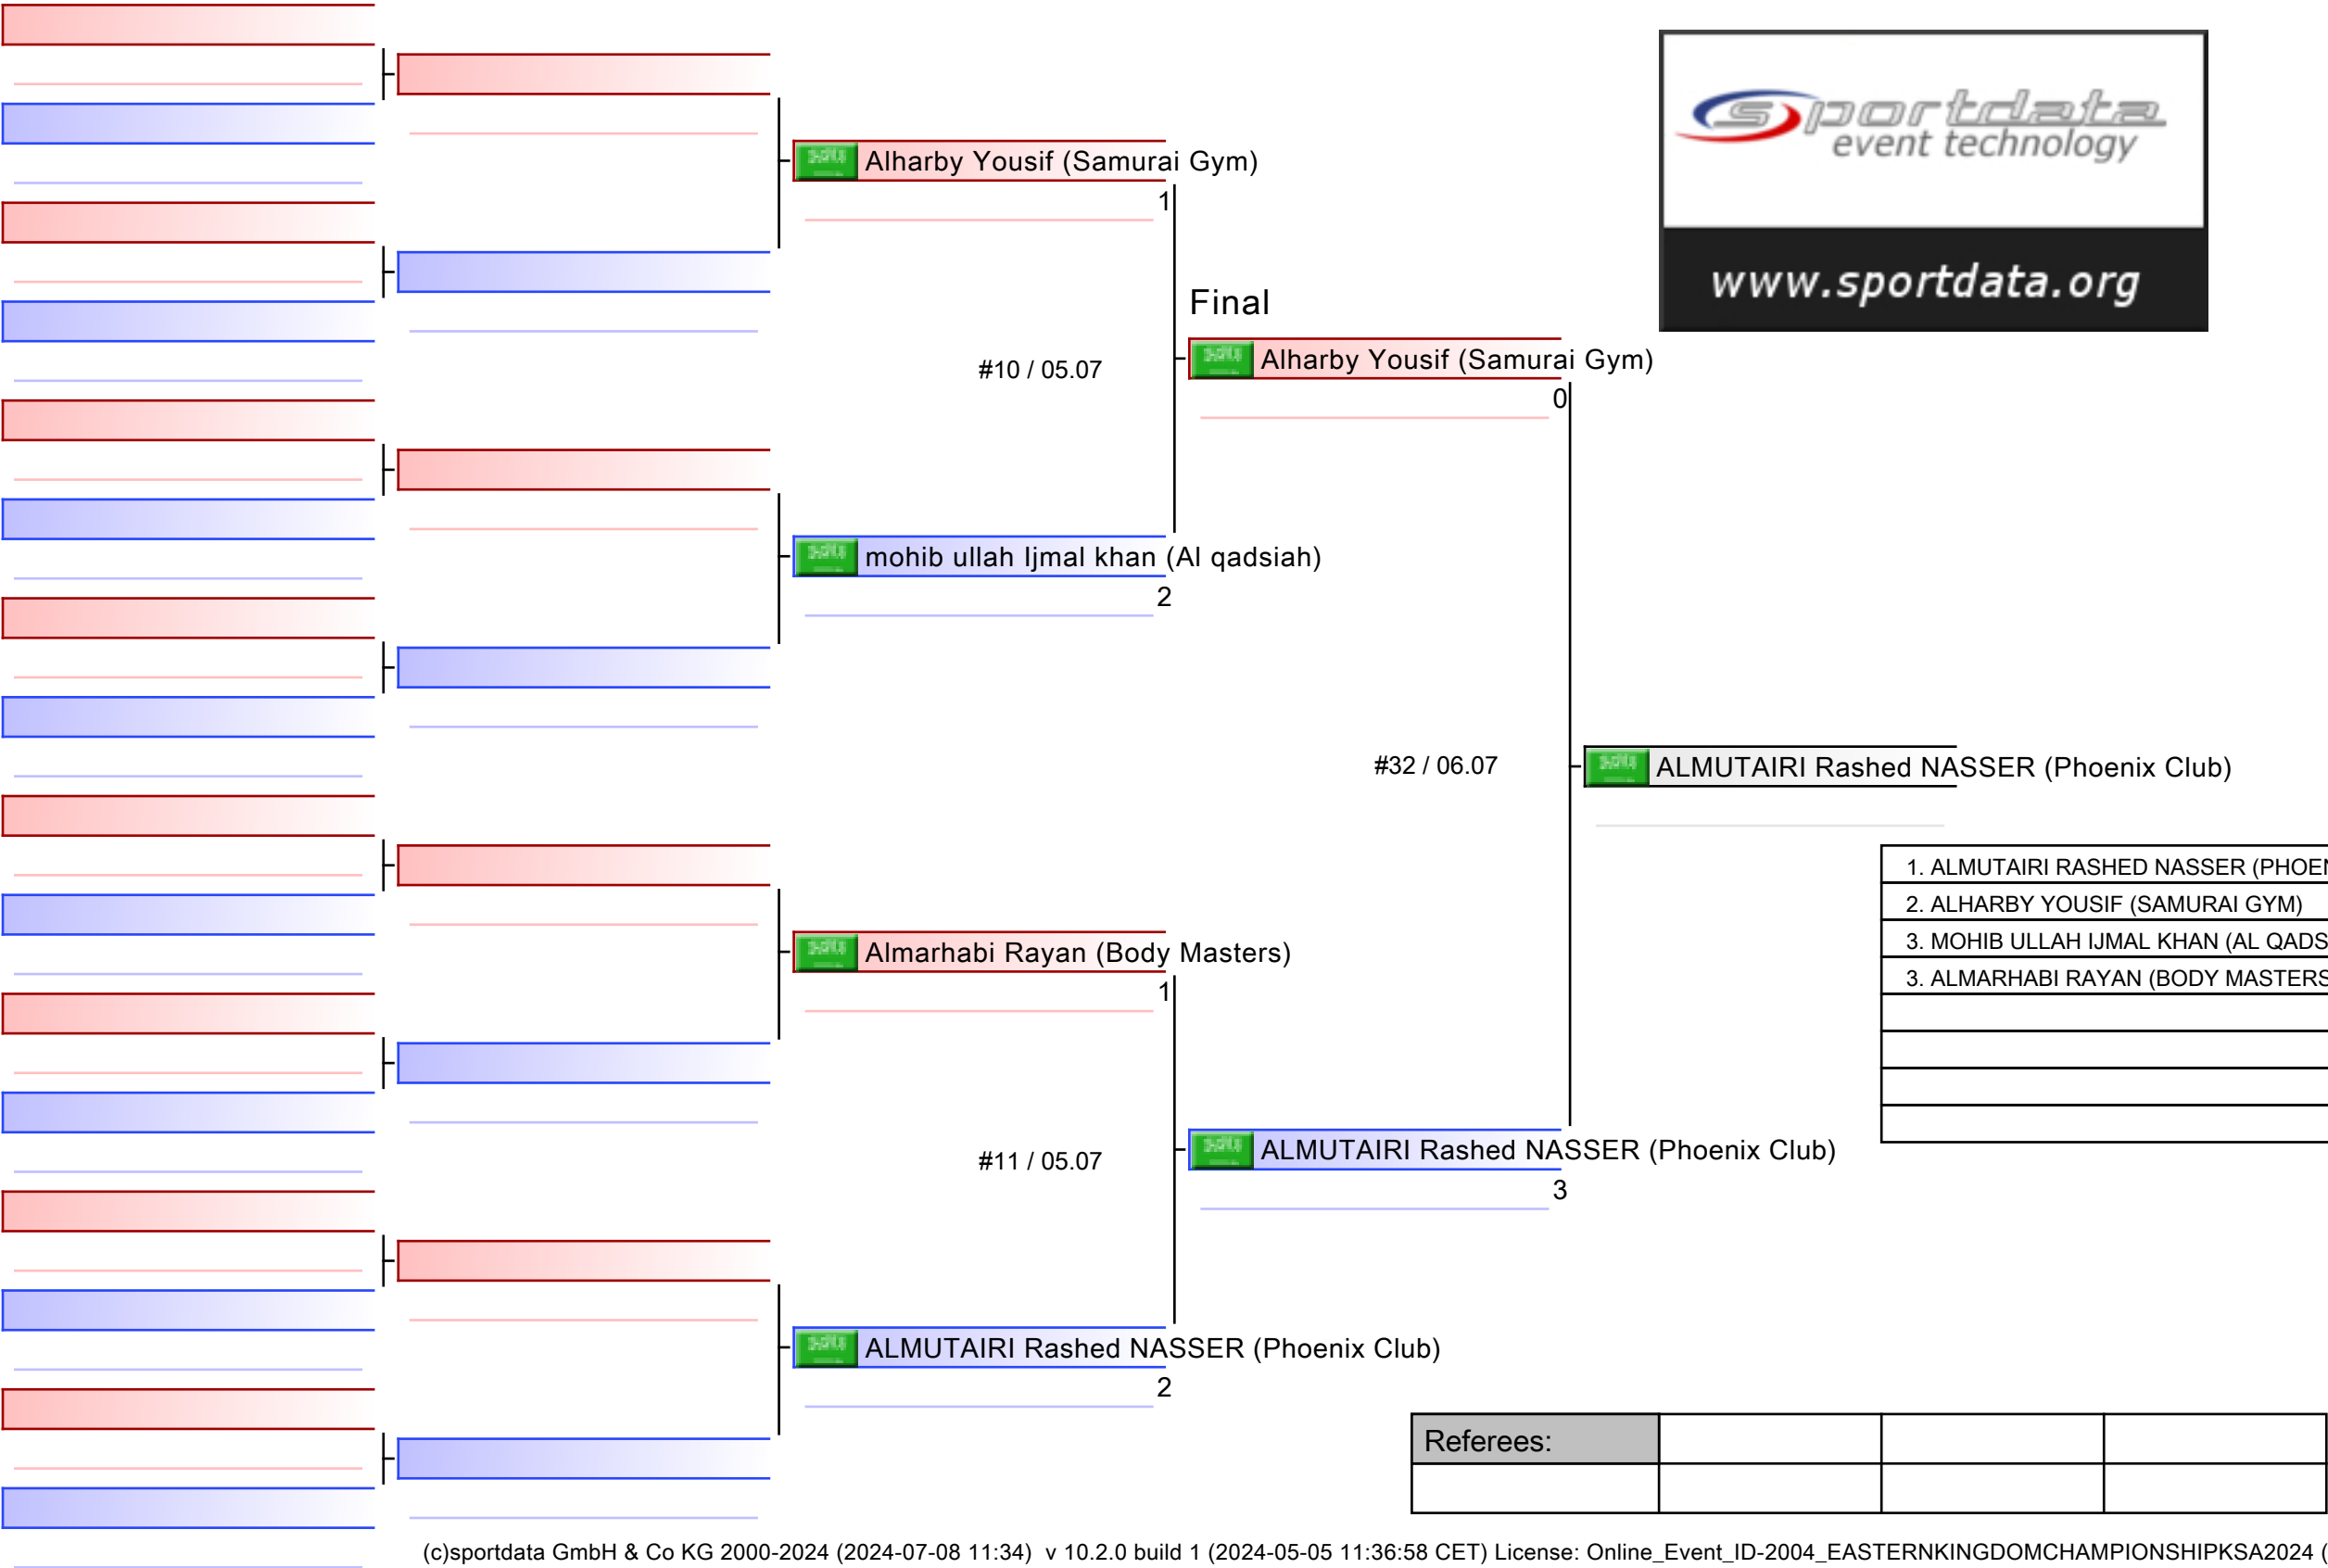 sportdata
event technology
www.sportdata.org
Alharby Yousif (Samurai Gym)
1
Final
#10 / 05.07
Alharby Yousif (Samurai Gym)
0
mohib ullah Ijmal khan (Al qadsiah)
2
#32 / 06.07
ALMUTAIRI Rashed NASSER (Phoenix Club)
1. ALMUTAIRI RASHED NASSER (PHOEN
2. ALHARBY YOUSIF (SAMURAI GYM)
3. MOHIB ULLAH IJMAL KHAN (AL QADS
3. ALMARHABI RAYAN (BODY MASTERS
Almarhabi Rayan (Body Masters)
1
#11 / 05.07
ALMUTAIRI Rashed NASSER (Phoenix Club)
3
ALMUTAIRI Rashed NASSER (Phoenix Club)
2
Referees:
(c)sportdata GmbH & Co KG 2000-2024 (2024-07-08 11:34) v 10.2.0 build 1 (2024-05-05 11:36:58 CET) License: Online_Event_ID-2004_EASTERNKINGDOMCHAMPIONSHIPKSA2024 (